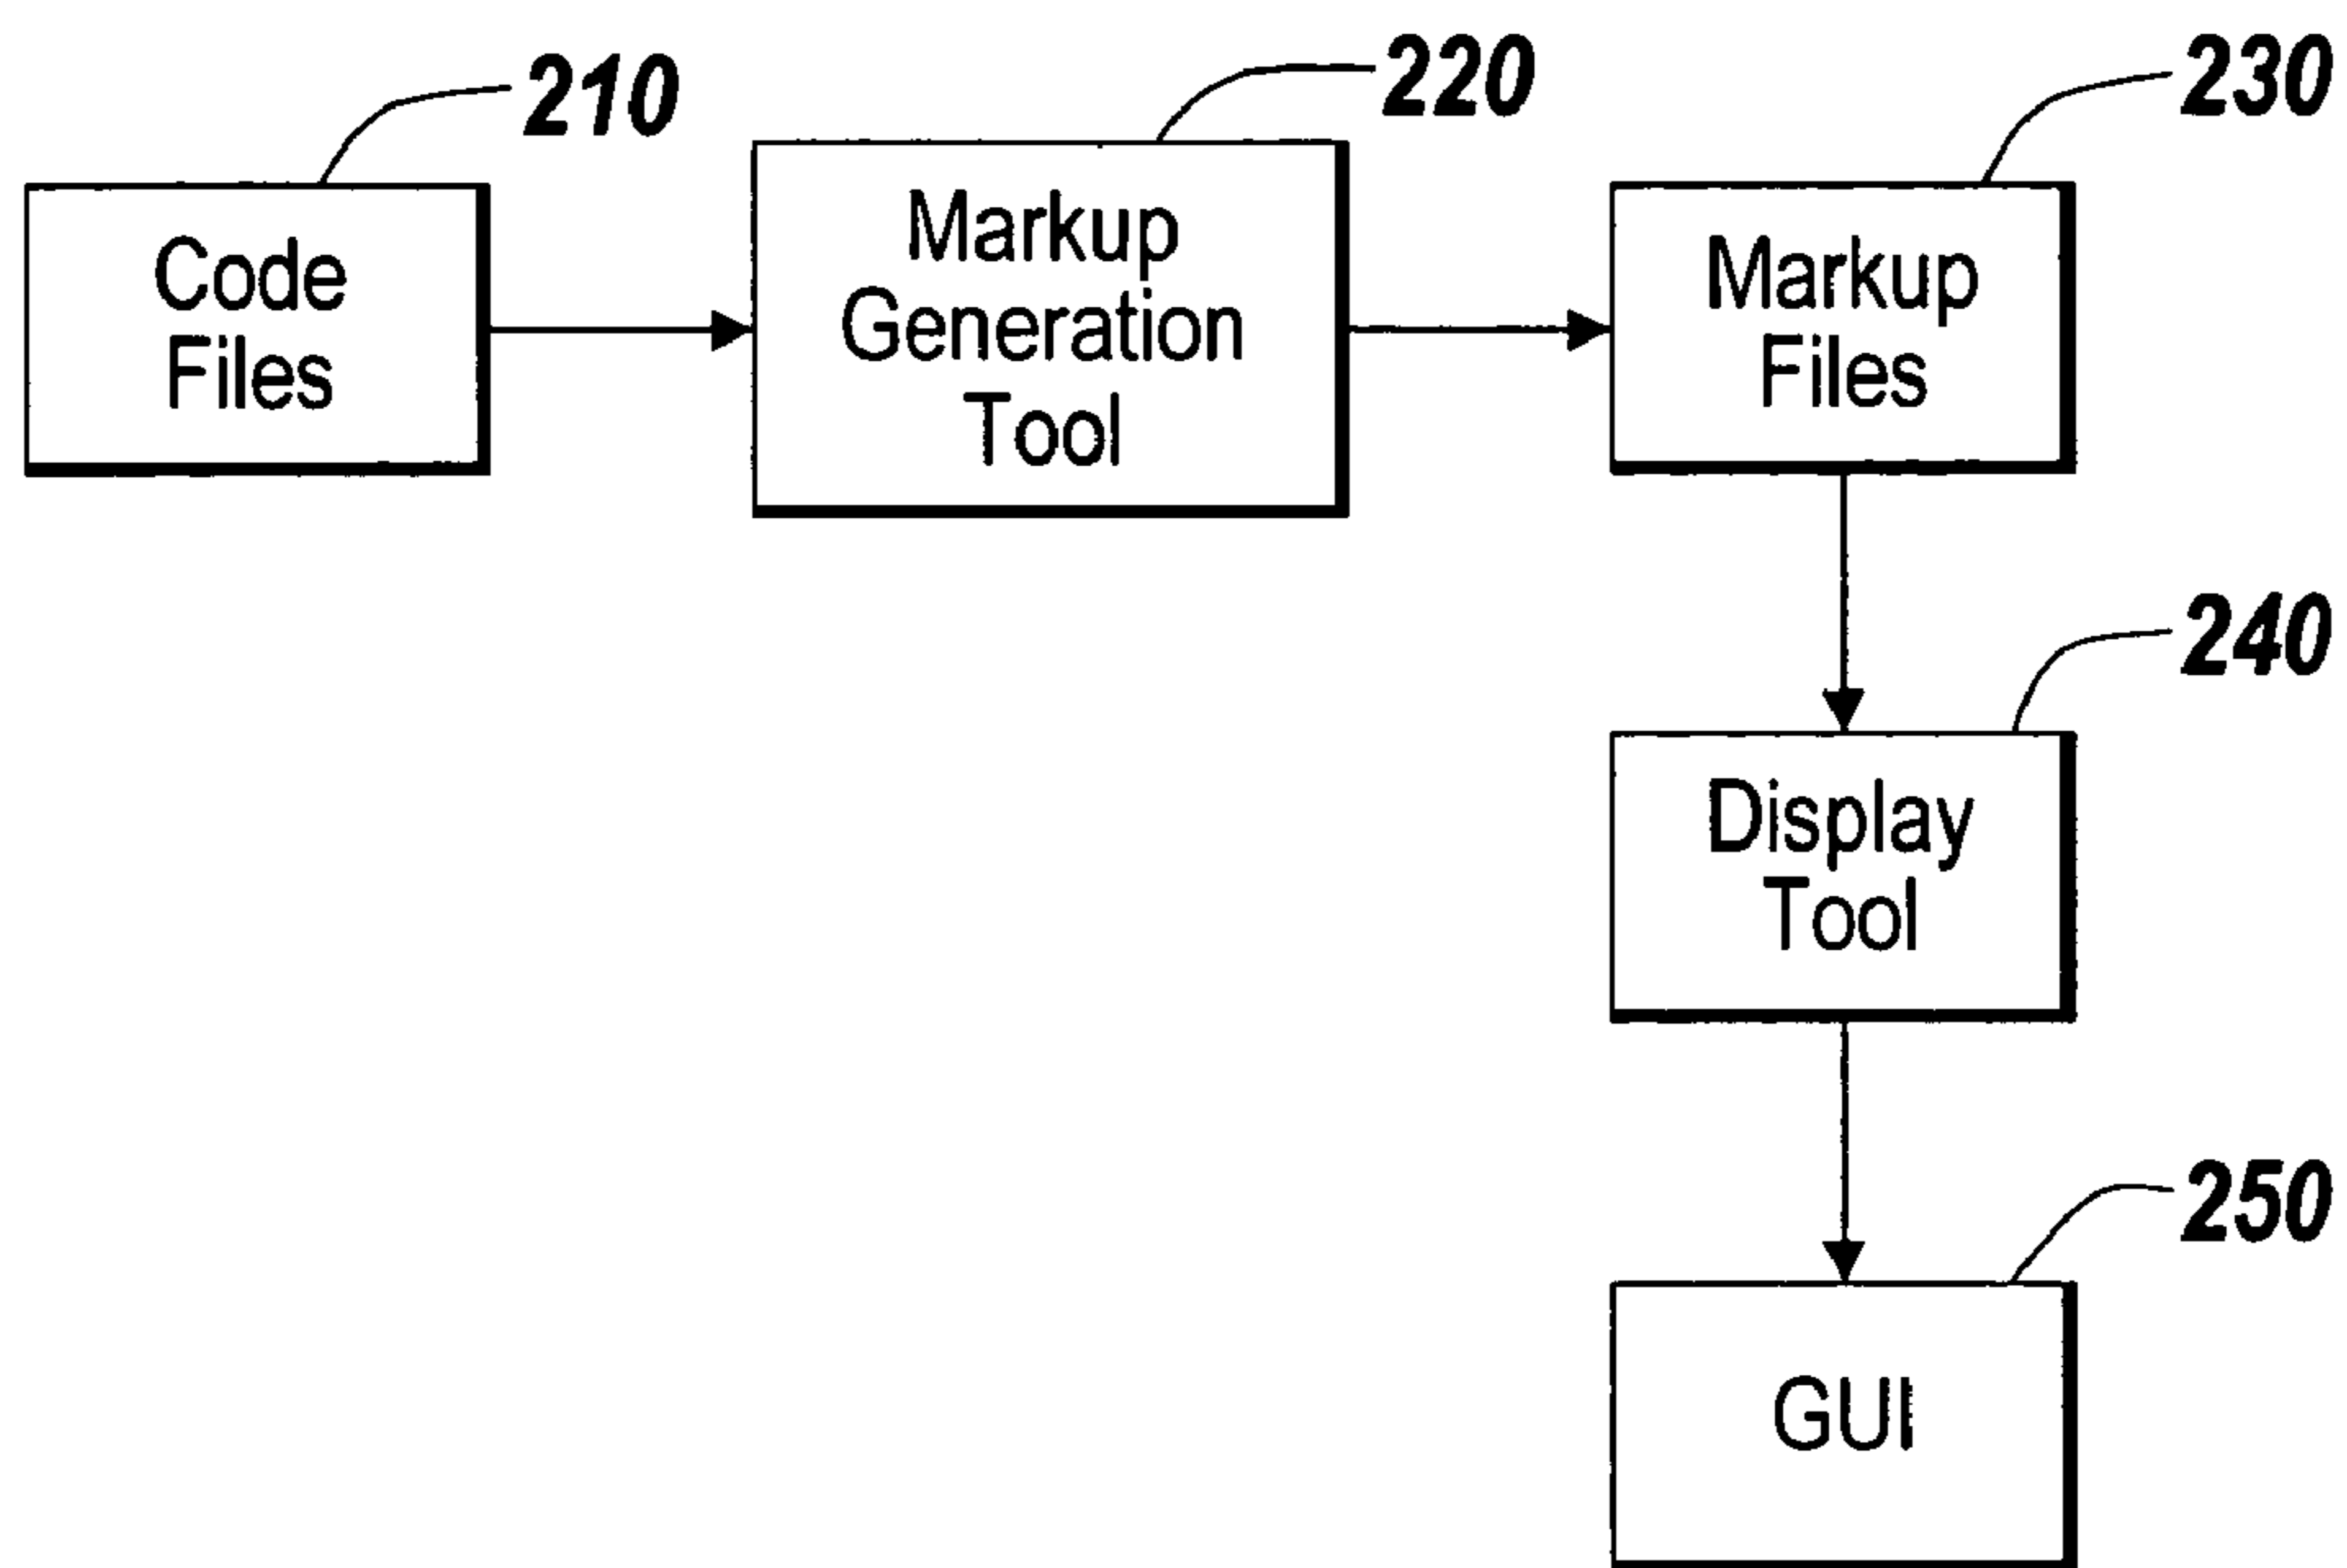 210
220
230
Code
Files
Markup
Generation
Tool
Markup
Files
240
Display
Tool
250
GUI